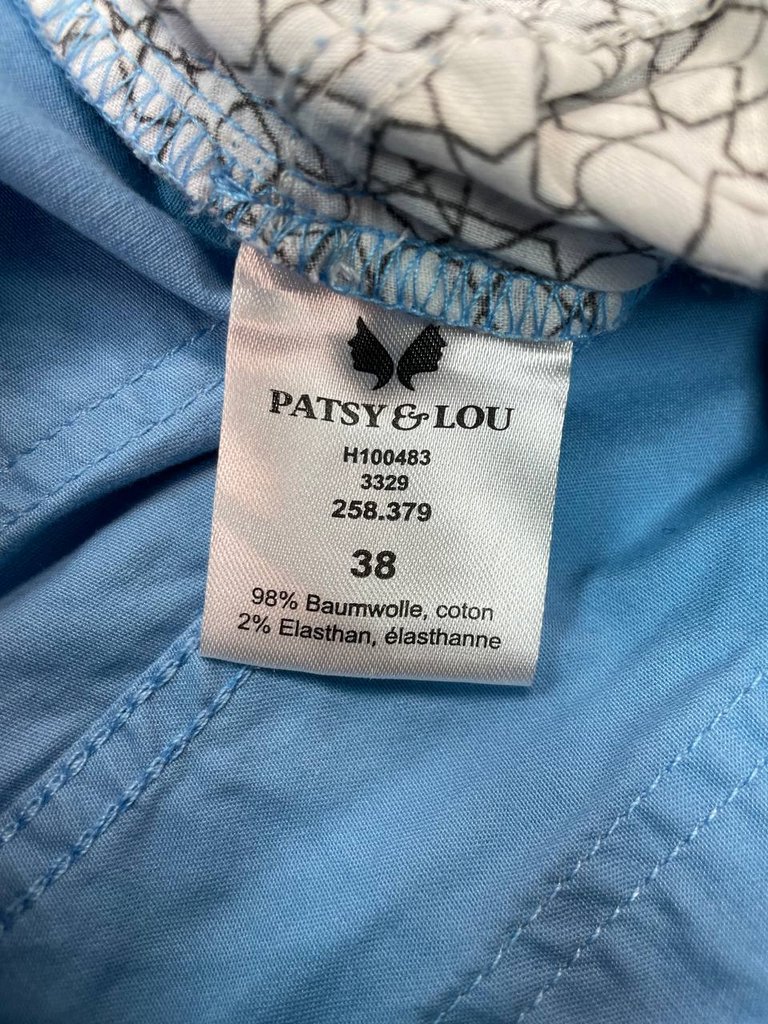 PATSY & LOU
H100483
3329
258.379
38
98% Baumwolle, coton
2% Elasthan, élasthanne